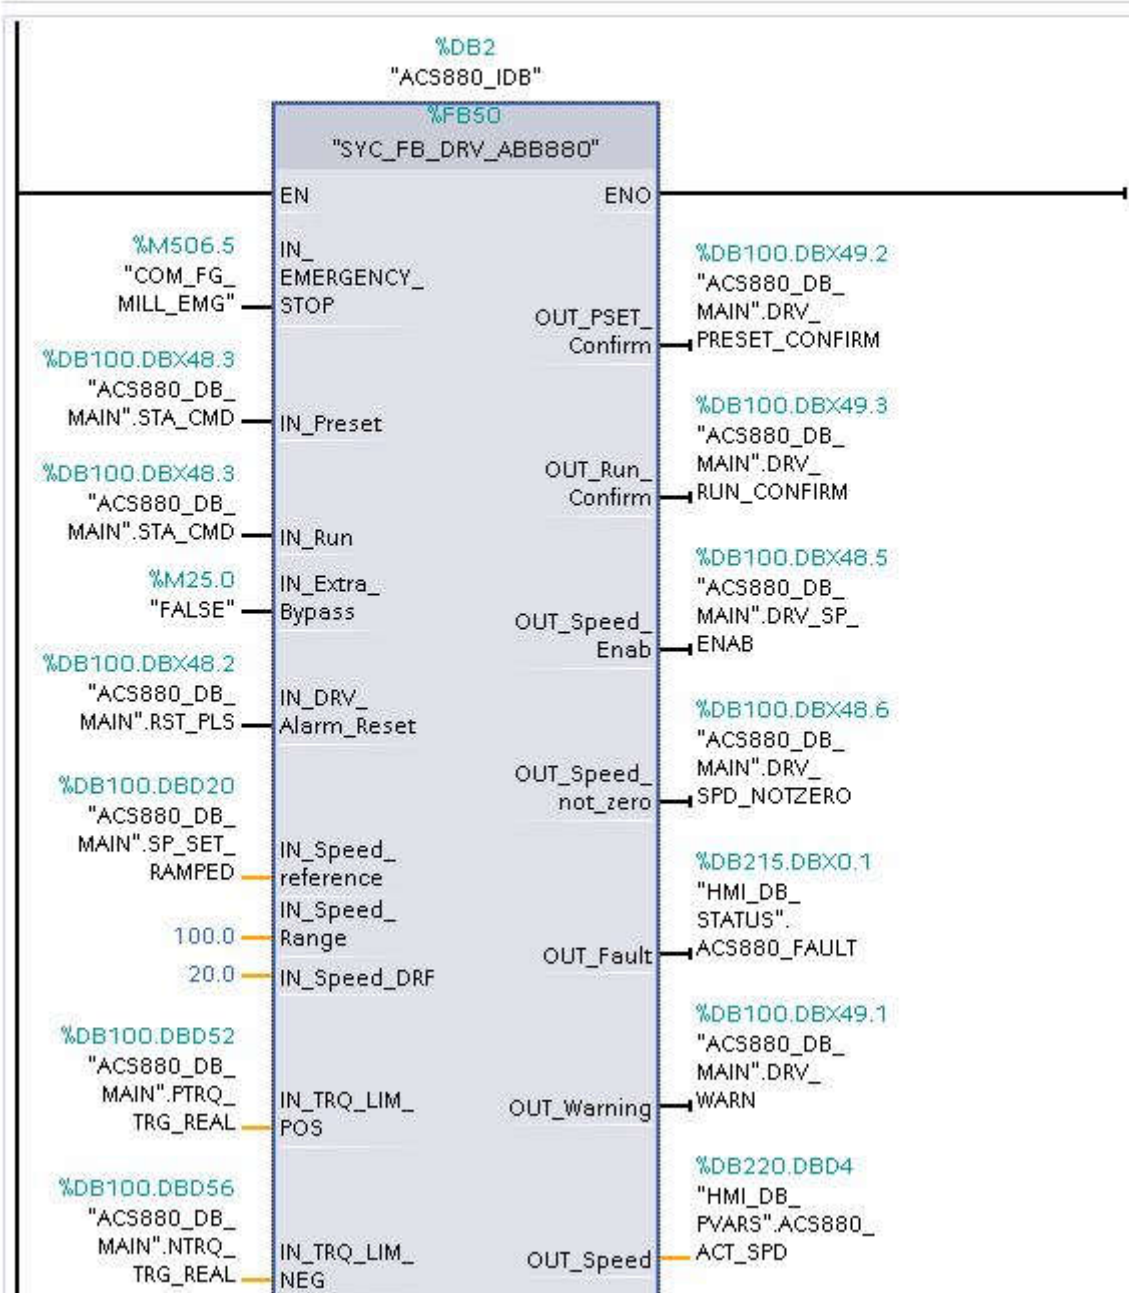 %DB2
"ACS880_IDB"
%FB50
"SYC_FB_DRV_ABB880"
EN
ENO
%M506.5
"COM_FG_
MILL_EMG"
IN_
EMERGENCY_
STOP
%DB100.DBX48.3
"ACS880_DB_
MAIN".STA_CMD
IN_Preset
%DB100.DBX48.3
"ACS880_DB_
MAIN".STA_CMD
IN_Run
%M25.0
"FALSE"
IN_Extra_
Bypass
%DB100.DBX48.2
"ACS880_DB_
MAIN".RST_PLS
IN_DRV_
Alarm_Reset
%DB100.DBD20
"ACS880_DB_
MAIN".SP_SET_
RAMPED
IN_Speed_
reference
100.0
IN_Speed_
Range
20.0
IN_Speed_DRF
%DB100.DBD52
"ACS880_DB_
MAIN".PTRQ_
TRG_REAL
IN_TRQ_LIM_
POS
%DB100.DBD56
"ACS880_DB_
MAIN".NTRQ_
TRG_REAL
IN_TRQ_LIM_
NEG
OUT_PSET_
Confirm
%DB100.DBX49.2
"ACS880_DB_
MAIN".DRV_
PRESET_CONFIRM
OUT_Run_
Confirm
%DB100.DBX49.3
"ACS880_DB_
MAIN".DRV_
RUN_CONFIRM
OUT_Speed_
Enab
%DB100.DBX48.5
"ACS880_DB_
MAIN".DRV_SP_
ENAB
OUT_Speed_
not_zero
%DB100.DBX48.6
"ACS880_DB_
MAIN".DRV_
SPD_NOTZERO
OUT_Fault
%DB215.DBX0.1
"HMI_DB_
STATUS".
ACS880_FAULT
OUT_Warning
%DB100.DBX49.1
"ACS880_DB_
MAIN".DRV_
WARN
OUT_Speed
%DB220.DBD4
"HMI_DB_
PVARS".ACS880_
ACT_SPD